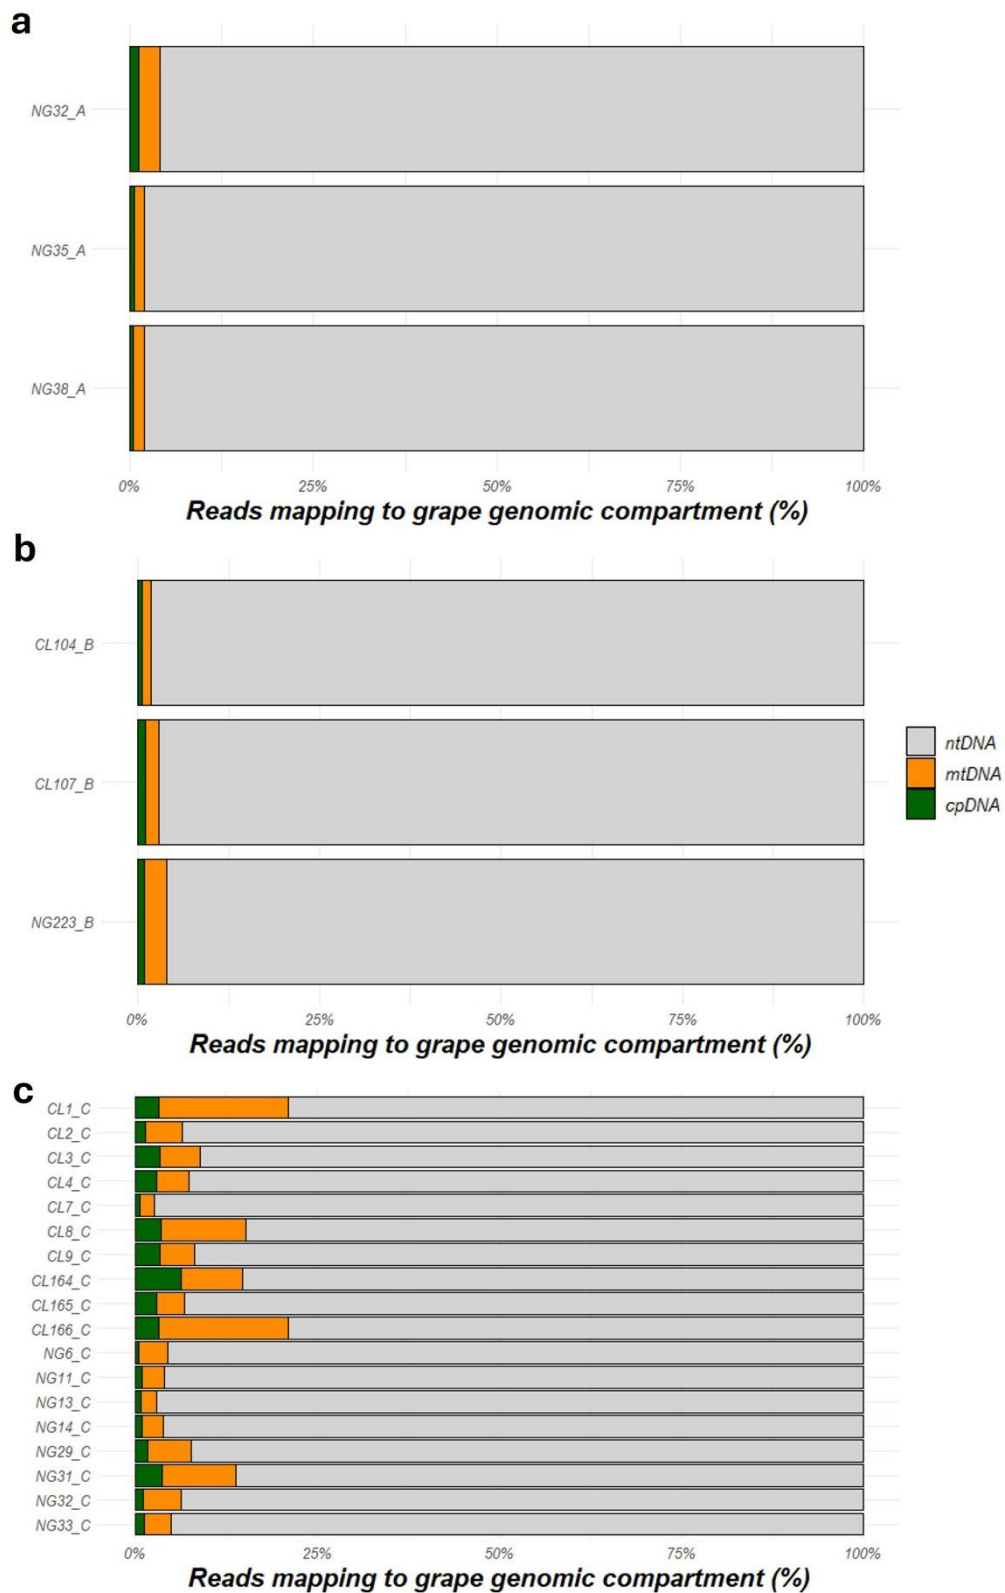 a
NG32_A
NG35_A
NG38_A
0% 25% 50% 75% 100%
Reads mapping to grape genomic compartment (%)
b
CL104_B
CL107_B
NG223_B
ntDNA
mtDNA
cpDNA
0% 25% 50% 75% 100%
Reads mapping to grape genomic compartment (%)
c
CL1_C
CL2_C
CL3_C
CL4_C
CL7_C
CL8_C
CL9_C
CL164_C
CL165_C
CL166_C
NG6_C
NG11_C
NG13_C
NG14_C
NG29_C
NG31_C
NG32_C
NG33_C
0% 25% 50% 75% 100%
Reads mapping to grape genomic compartment (%)